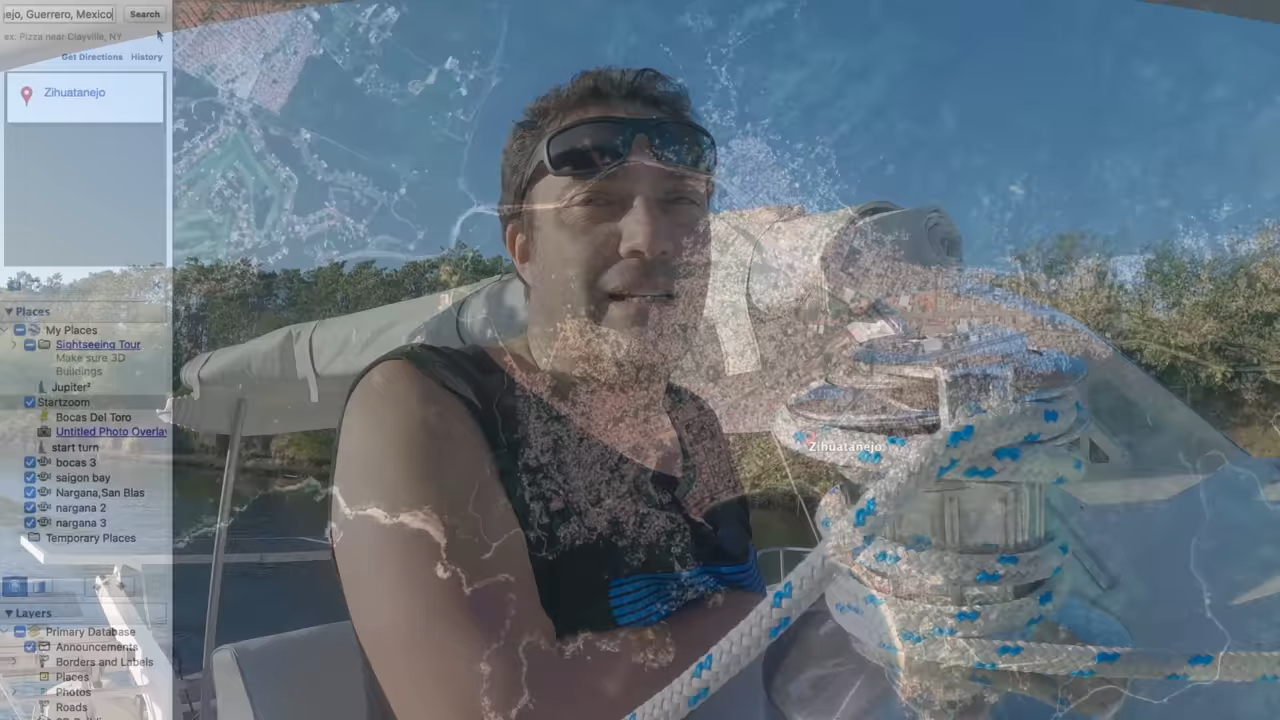 ejo, Guerrero, Mexico
Search
ex: Pizza near Clayville, NY
Get Directions
History
Zihuatanejo
Places
My Places
Sightseeing Tour
Make sure 3D
Buildings
Jupiter²
Startzoom
Bocas Del Toro
Untitled Photo Overlay
start turn
bocas 3
saigon bay
Nargana,San Blas
nargana 2
nargana 3
Temporary Places
Zihuatanejo
Layers
Primary Database
Announcements
Borders and Labels
Places
Photos
Roads